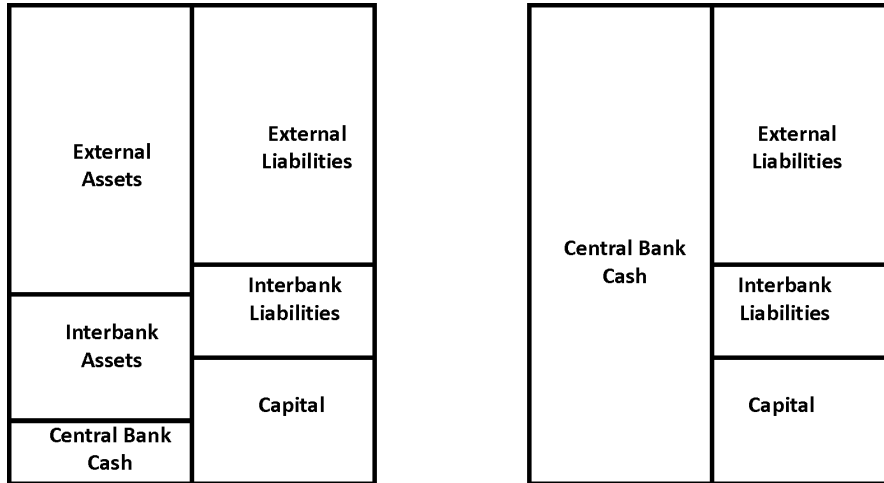 External
Assets
Interbank
Assets
Central Bank
Cash
External
Liabilities
Interbank
Liabilities
Capital
Central Bank
Cash
External
Liabilities
Interbank
Liabilities
Capital